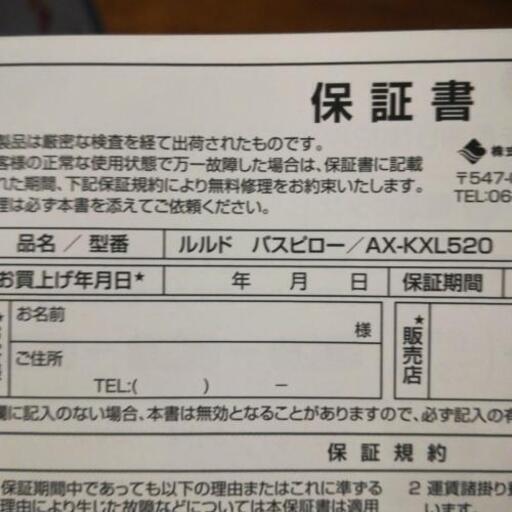 保証書
製品は厳密な検査を経て出荷されたものです。
客様の正常な使用状態で万一故障した場合は、保証書に記載
れた期間、下記保証規約により無料修理をお約束いたします。
理は必ず本書を添えてご依頼ください。
株式
〒547-
TEL:06
品名／型番 ルルド バスピロー／AX-KXL520
お買上げ年月日★ 年 月 日 保証期間
お名前
様
ご住所
TEL:( ) −
★販売店
欄に記入のない場合、本書は無効となることがありますので、必ず記入の有
保証規約
保証期間中であっても以下の理由またはこれに準ずる
理由により生じた故障などについては本保証書は適用
2 運賃諸掛り費
います。